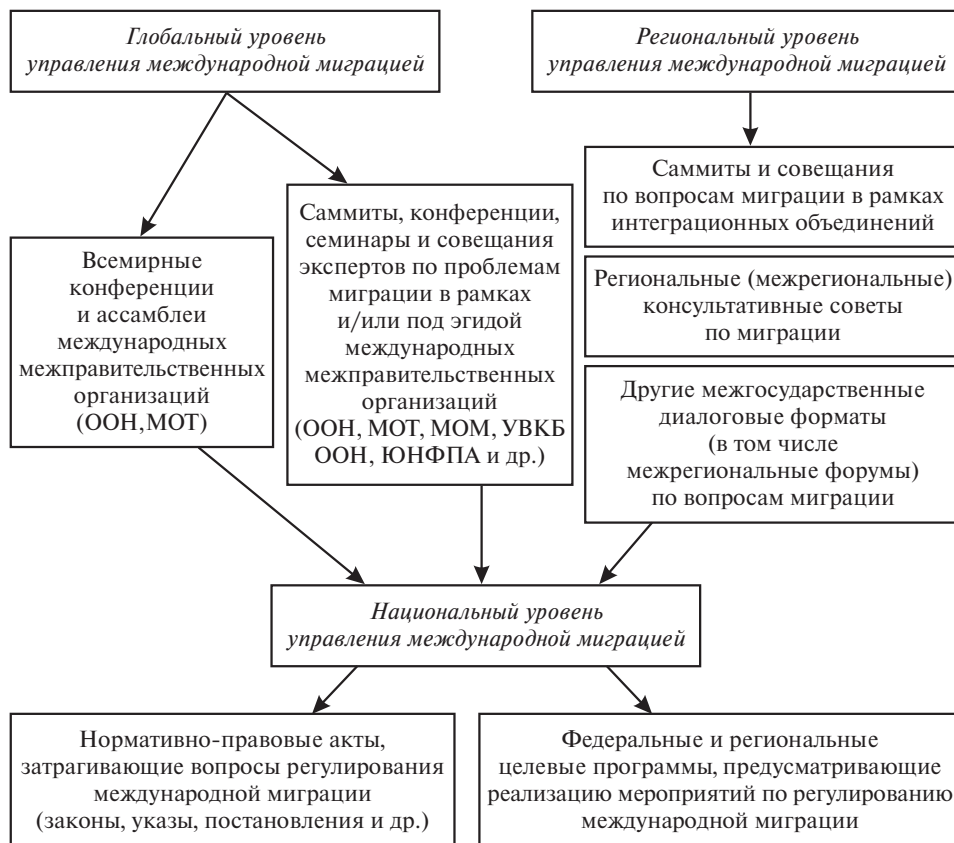 Глобальный уровень
управления международной миграцией
Региональный уровень
управления международной миграцией
Всемирные
конференции
и ассамблеи
международных
межправительственных
организаций
(ООН,МОТ)
Саммиты, конференции,
семинары и совещания
экспертов по проблемам
миграции в рамках
и/или под эгидой
международных
межправительственных
организаций
(ООН, МОТ, МОМ, УВКБ
ООН, ЮНФПА и др.)
Саммиты и совещания
по вопросам миграции в рамках
интеграционных объединений
Региональные (межрегиональные)
консультативные советы
по миграции
Другие межгосударственные
диалоговые форматы
(в том числе
межрегиональные форумы)
по вопросам миграции
Национальный уровень
управления международной миграцией
Нормативно-правовые акты,
затрагивающие вопросы регулирования
международной миграции
(законы, указы, постановления и др.)
Федеральные и региональные
целевые программы, предусматривающие
реализацию мероприятий по регулированию
международной миграции